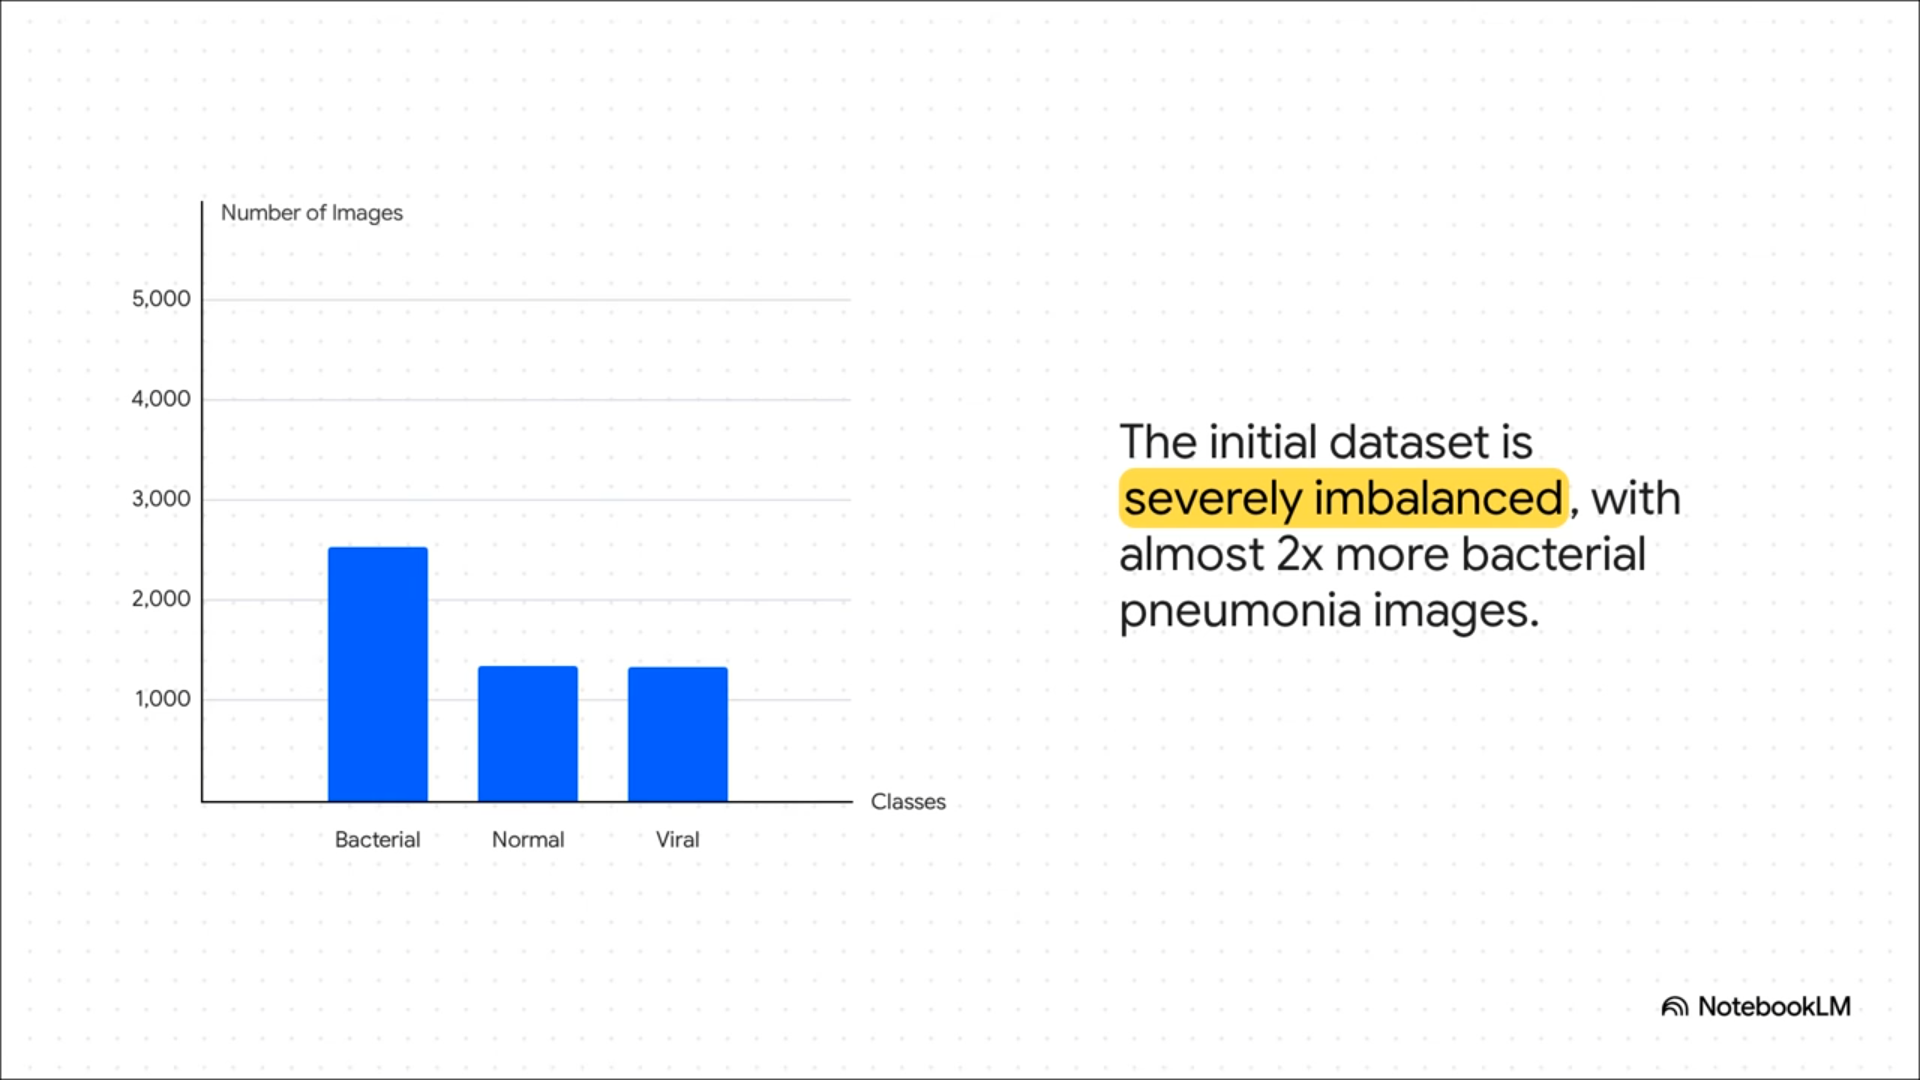 Number of Images
5,000
4,000
3,000
2,000
1,000
Bacterial
Normal
Viral
Classes
The initial dataset is
severely imbalanced, with
almost 2x more bacterial
pneumonia images.
NotebookLM